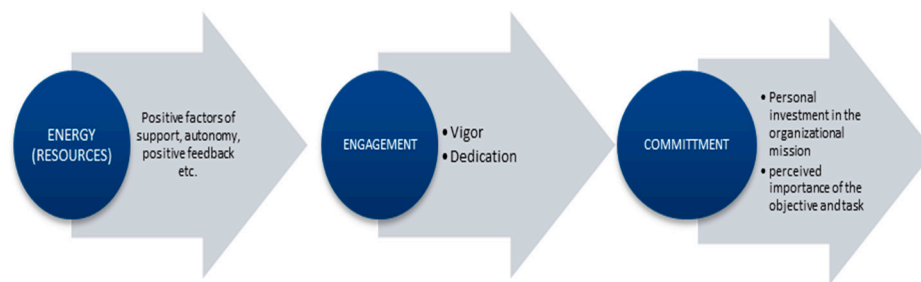 ENERGY
(RESOURCES)
Positive factors of
support, autonomy,
positive feedback
etc.
ENGAGEMENT
• Vigor
• Dedication
COMMITTMENT
• Personal
investment in the
organizational
mission
• perceived
importance of the
objective and task